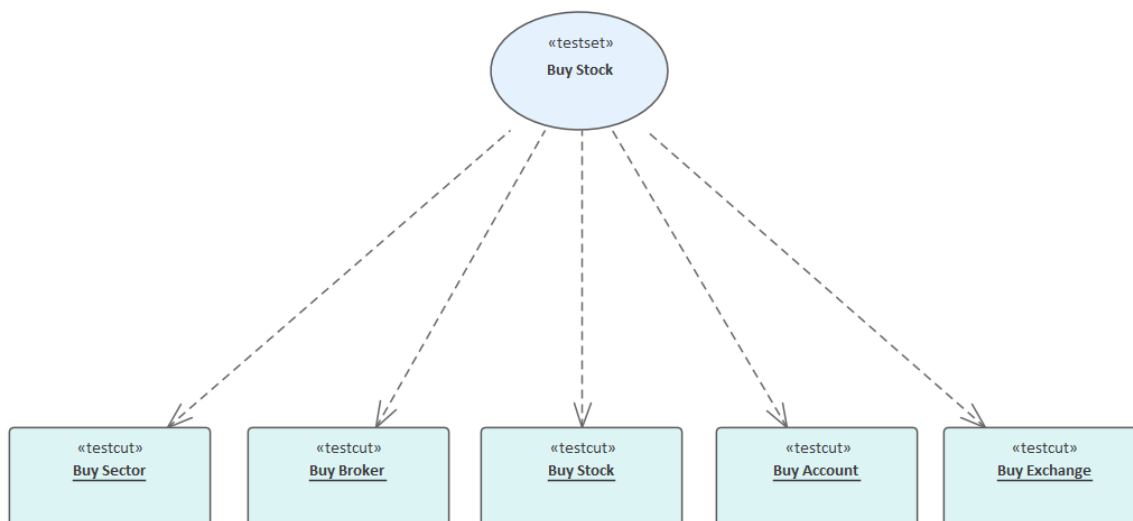 «testset»
Buy Stock
«testcut»
Buy Sector
«testcut»
Buy Broker
«testcut»
Buy Stock
«testcut»
Buy Account
«testcut»
Buy Exchange